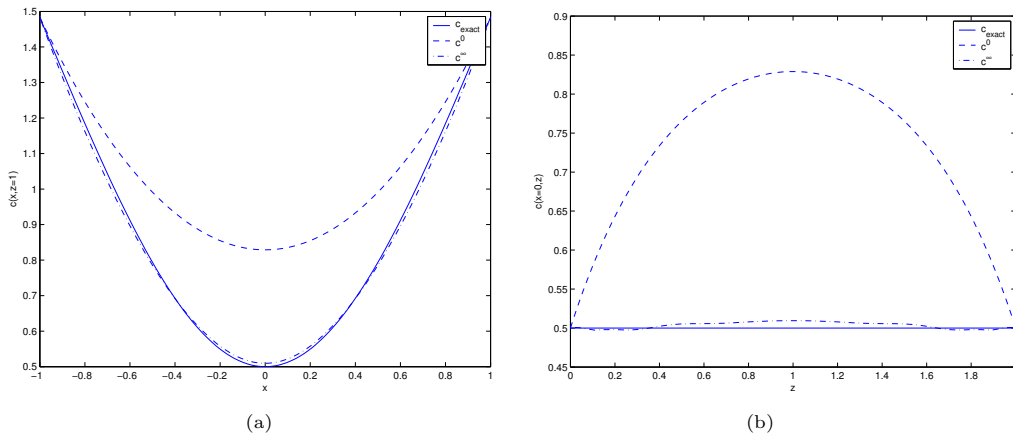 1.5
1.4
1.3
1.2
1.1
1
0.9
0.8
0.7
0.6
0.5
−1 −0.8 −0.6 −0.4 −0.2 0 0.2 0.4 0.6 0.8 1
x
c(x,z=1)
c_exact
c^0
c^∞
(a)
0.9
0.85
0.8
0.75
0.7
0.65
0.6
0.55
0.5
0.45
0 0.2 0.4 0.6 0.8 1 1.2 1.4 1.6 1.8
z
c(x=0,z)
c_exact
c^0
c^∞
(b)